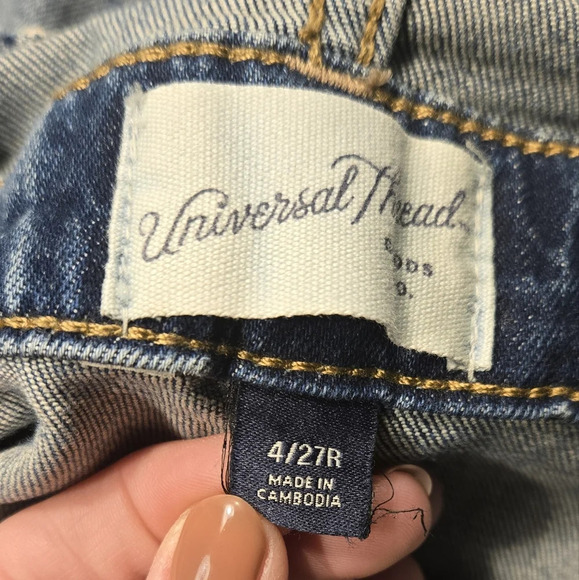 Universal Thread
4/27R
MADE IN
CAMBODIA